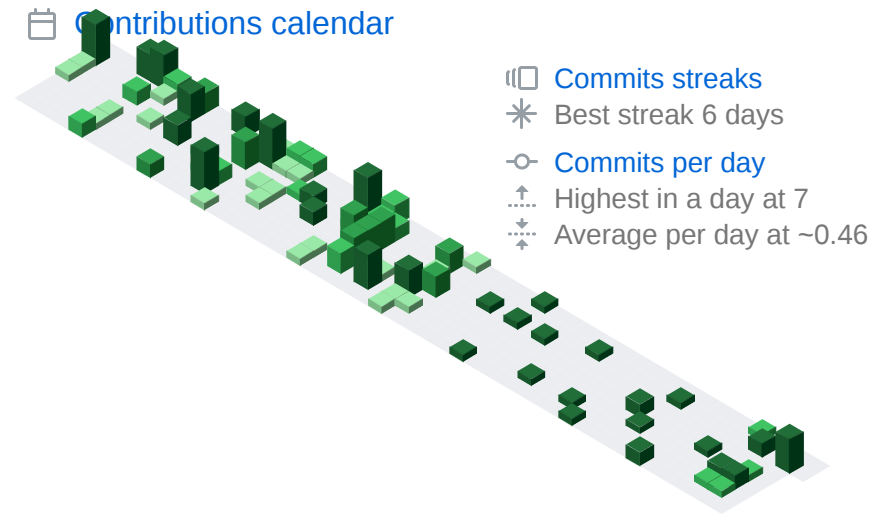 Contributions calendar
Commits streaks
Best streak 6 days
Commits per day
Highest in a day at 7
Average per day at ~0.46